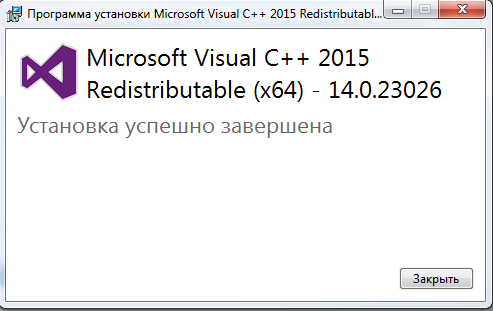 Программа установки Microsoft Visual C++ 2015 Redistributabl...
Microsoft Visual C++ 2015
Redistributable (x64) - 14.0.23026
Установка успешно завершена
Закрыть